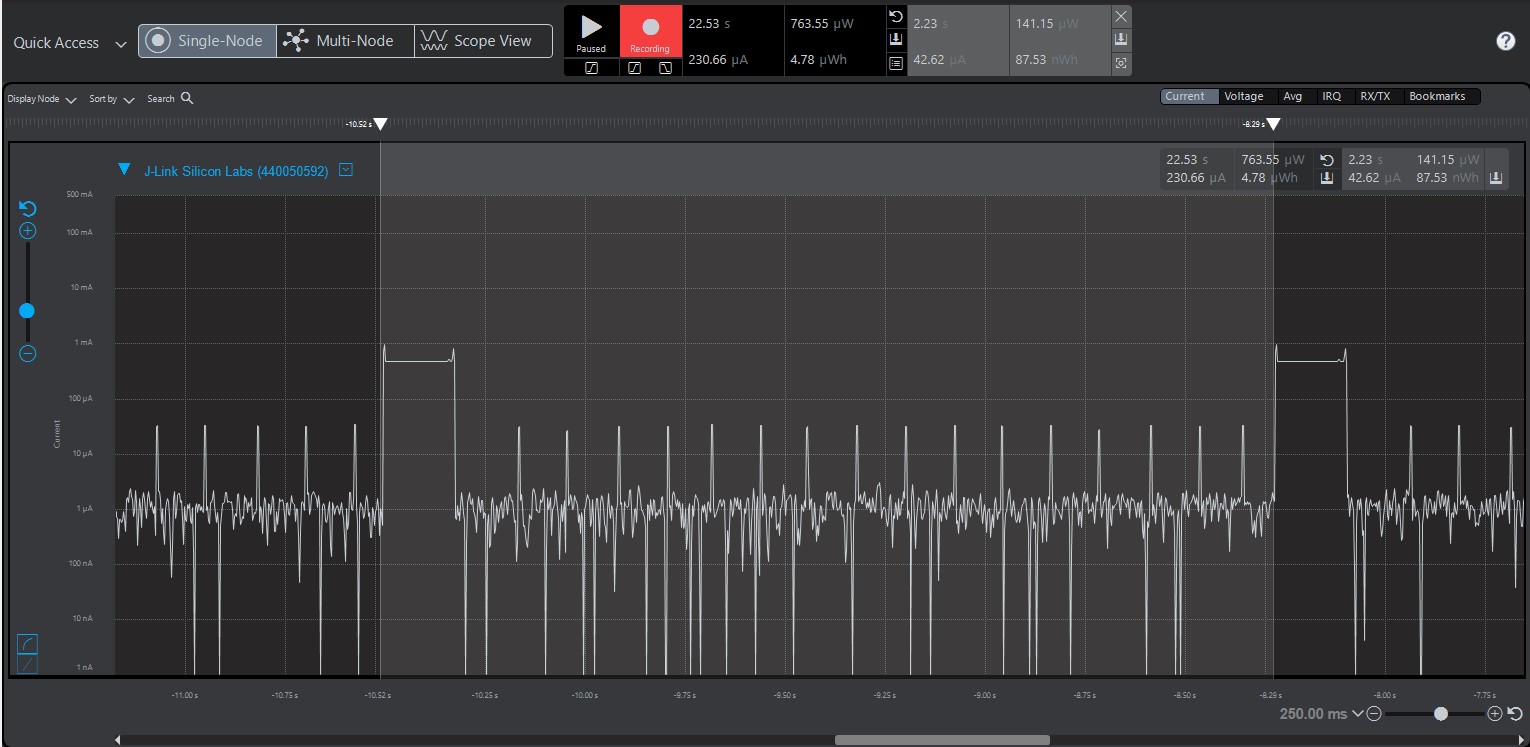 Quick Access
Single-Node
Multi-Node
Scope View
Paused
Recording
22.53 s
763.55 µW
230.66 µA
4.78 µWh
2.23 s
141.15 µW
42.62 µA
87.53 nWh
?
Display Node
Sort by
Search
Current
Voltage
Avg
IRQ
RX/TX
Bookmarks
-10.52 s
-8.29 s
J-Link Silicon Labs (440050592)
22.53 s
763.55 µW
2.23 s
141.15 µW
230.66 µA
4.78 µWh
42.62 µA
87.53 nWh
500 mA
100 mA
10 mA
1 mA
100 µA
10 µA
1 µA
100 nA
10 nA
1 nA
Current
-11.00 s
-10.75 s
-10.52 s
-10.25 s
-10.00 s
-9.75 s
-9.50 s
-9.25 s
-9.00 s
-8.75 s
-8.50 s
-8.29 s
-8.00 s
-7.75 s
250.00 ms